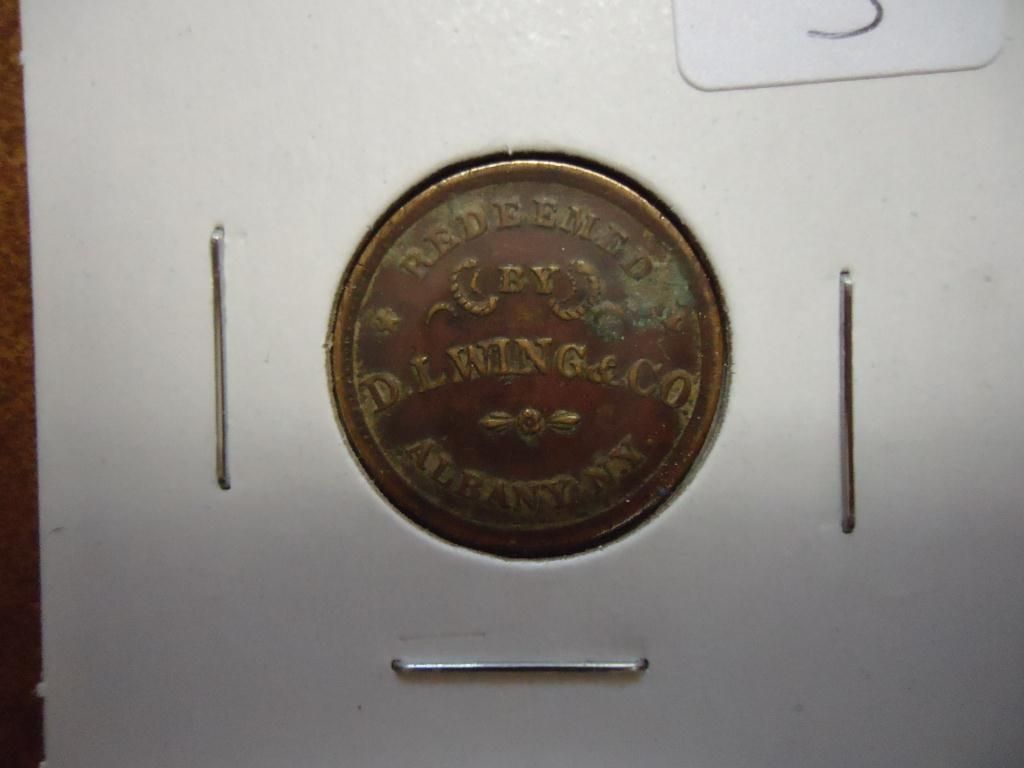 REDEEMED
BY
D. L. WING & CO.
ALBANY, N.Y.